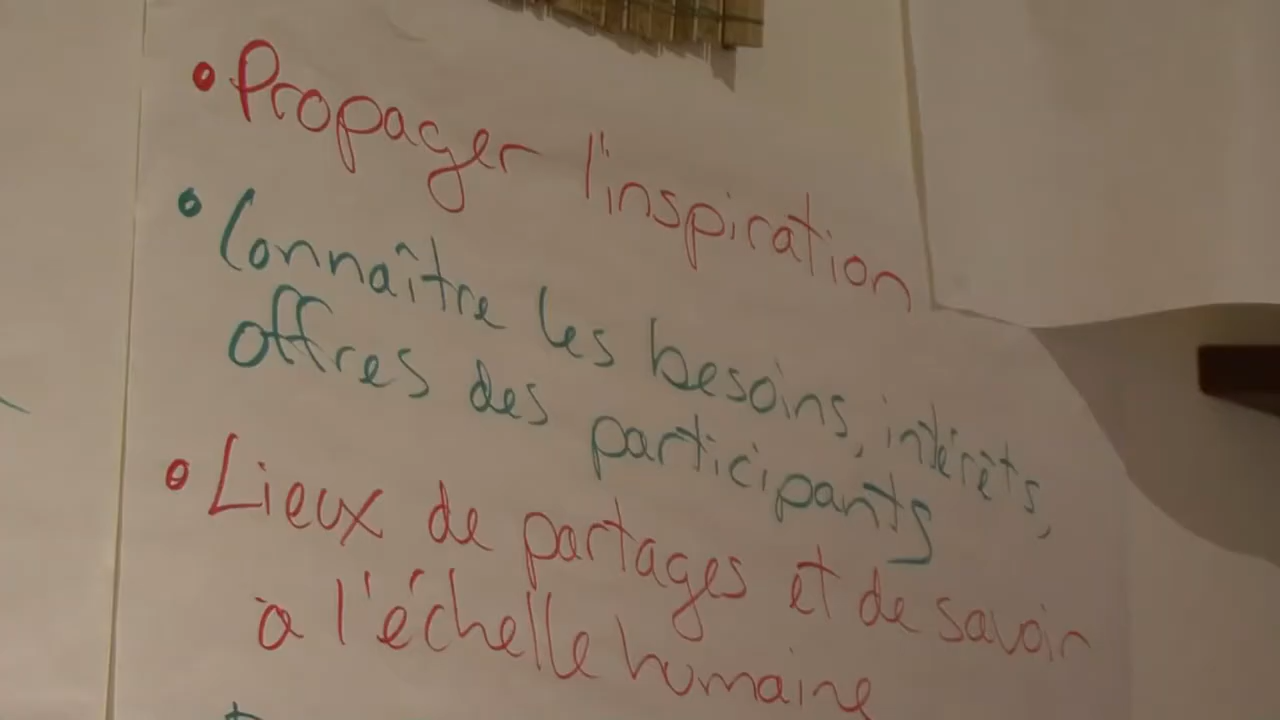 • Propager l'inspiration
• Connaître les besoins, intérêts,
offres des participants
• Lieux de partages et de savoir
à l'échelle humaine